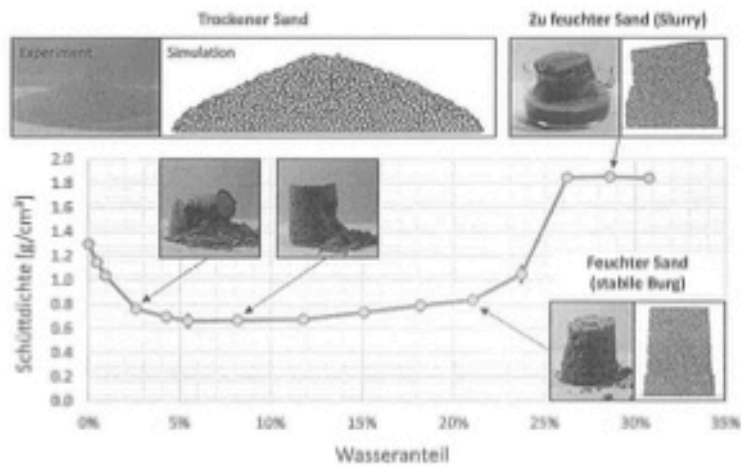 Trockener Sand
Zu feuchter Sand (Slurry)
Experiment
Simulation
Schüttdichte [g/cm³]
2.0
1.8
1.6
1.4
1.2
1.0
0.8
0.6
0.4
0.2
0.0
Feuchter Sand
(stabile Burg)
0%
5%
10%
15%
20%
25%
30%
35%
Wasseranteil